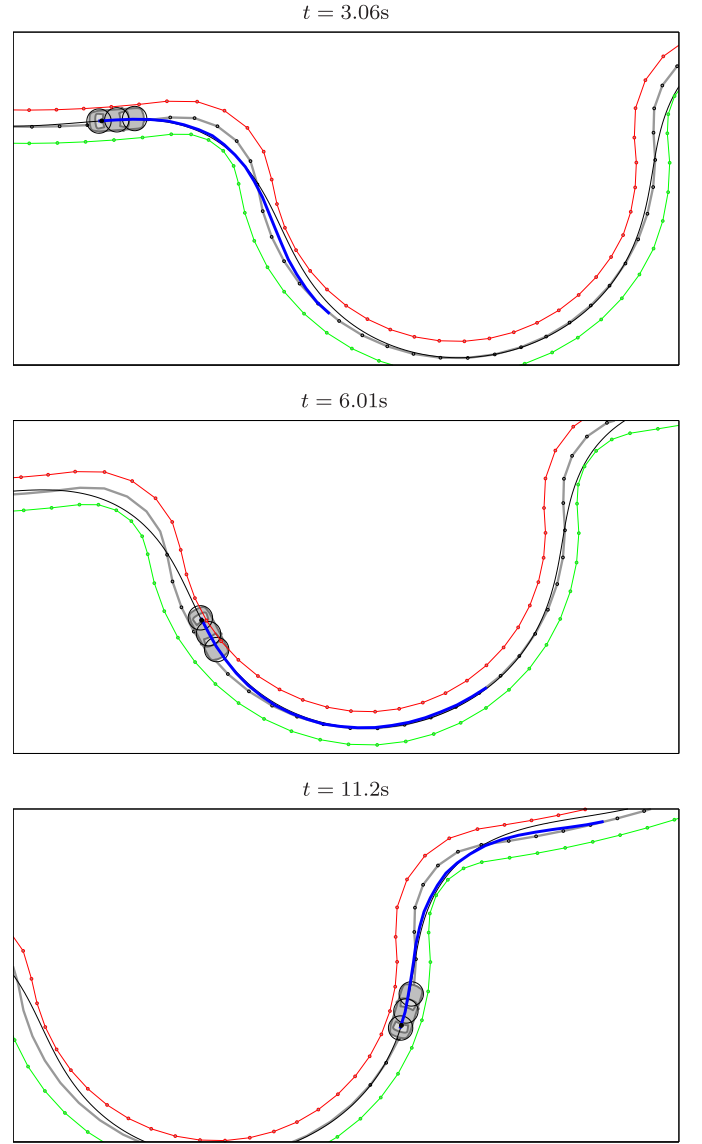 t = 3.06s
t = 6.01s
t = 11.2s